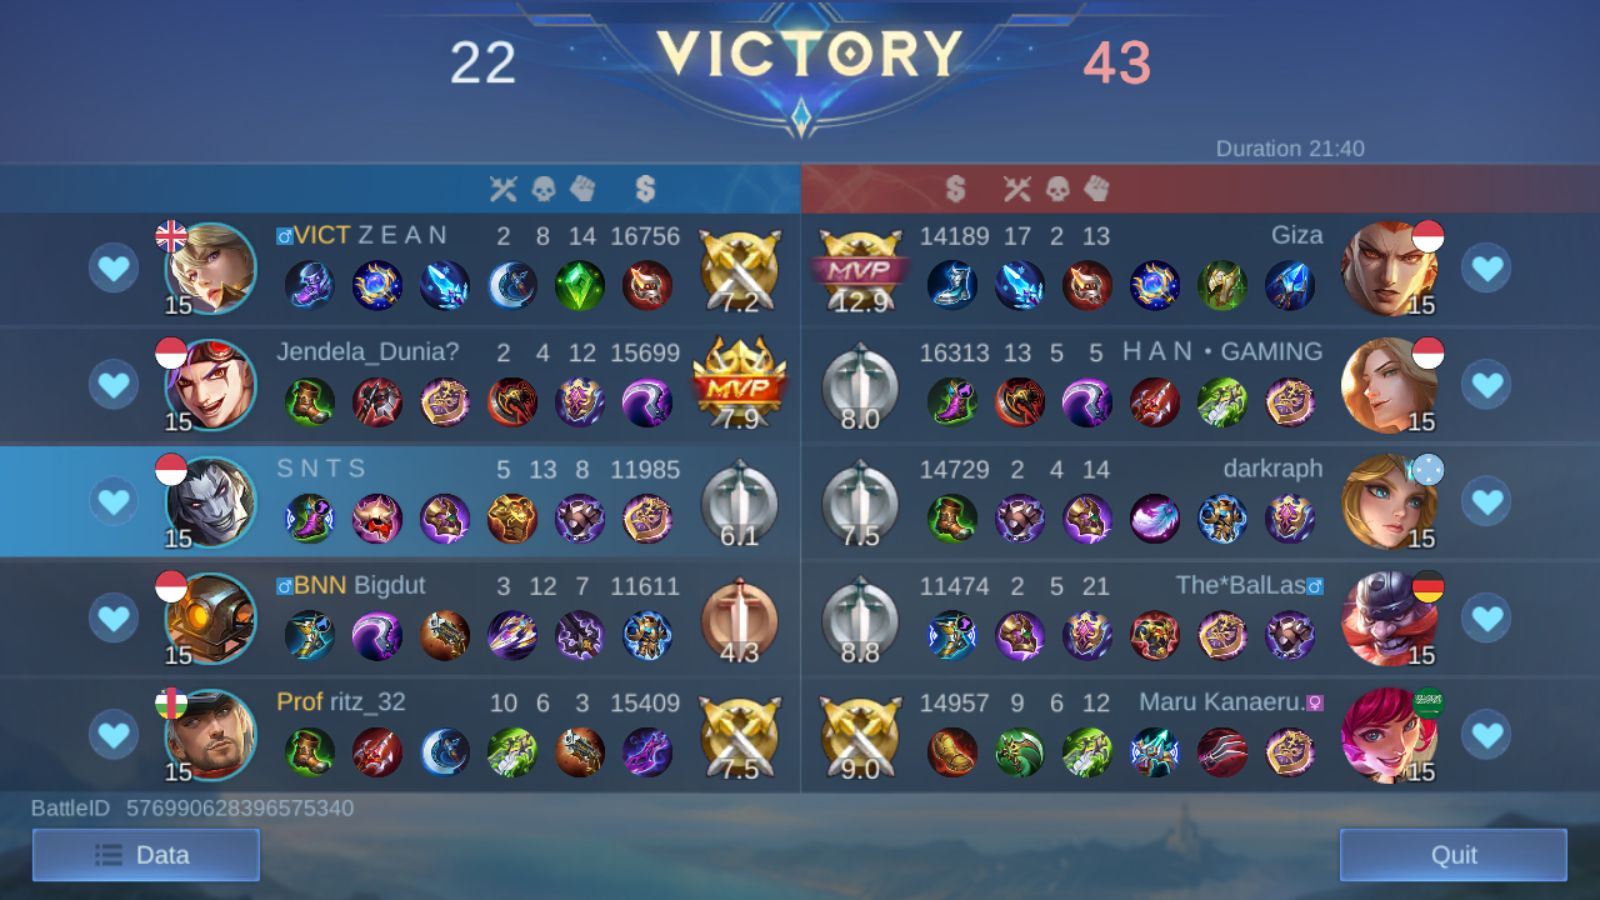 22 VICTORY 43
Duration 21:40
VICT Z E A N 2 8 14 16756
15 7.2
14189 17 2 13 Giza
MVP 12.9 15
Jendela_Dunia? 2 4 12 15699
15 MVP 7.9
16313 13 5 5 H A N • GAMING
8.0 15
S N T S 5 13 8 11985
15 6.1
14729 2 4 14 darkraph
7.5 15
BNN Bigdut 3 12 7 11611
15 4.3
11474 2 5 21 The*BalLas
8.8 15
Prof ritz_32 10 6 3 15409
15 7.5
14957 9 6 12 Maru Kanaeru.
9.0 15
BattleID 576990628396575340
Data
Quit